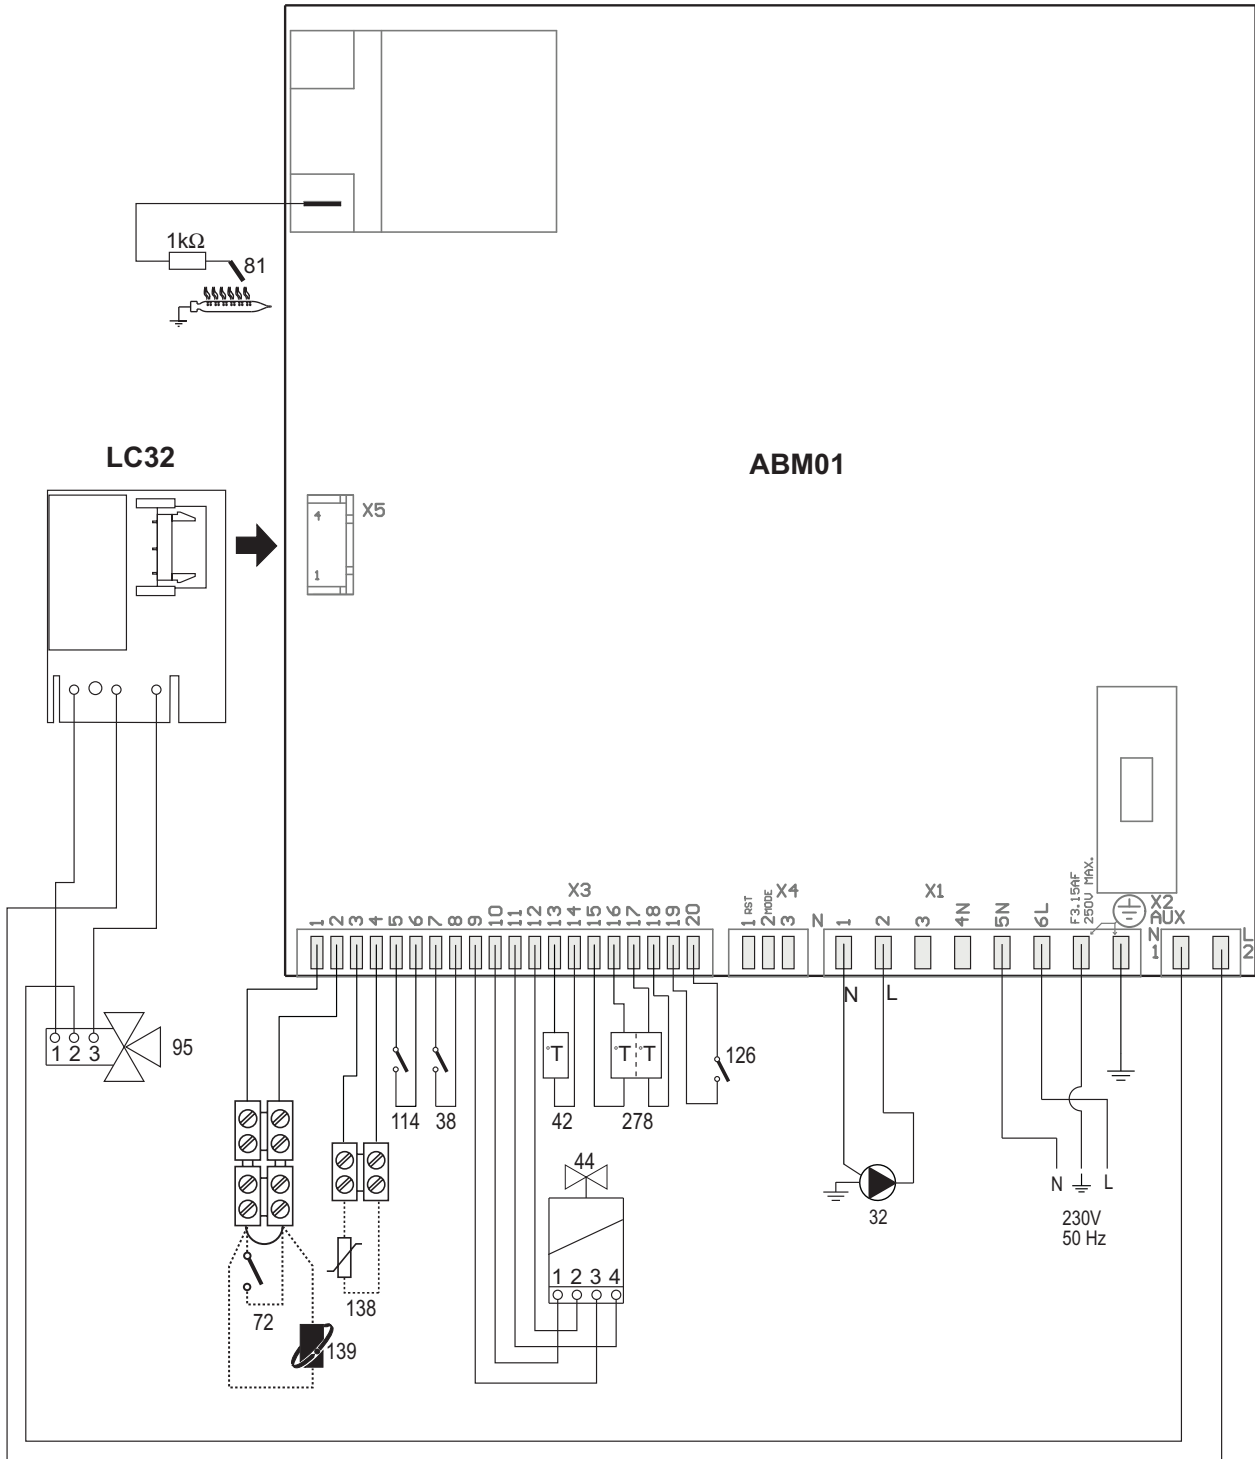 1kΩ
81
LC32
ABM01
X5
4
1
X3
1 2 3 4 5 6 7 8 9 10 11 12 13 14 15 16 17 18 19 20
X4
1 RST
2 MODE
3
X1
N 1 2 3 4N 5N 6L
F3.15AF
250V MAX.
X2
AUX
N
1
L
2
N
L
1 2 3
95
°T
°T
°T
126
114
38
42
278
44
1 2 3 4
32
N
L
230V
50 Hz
72
138
139